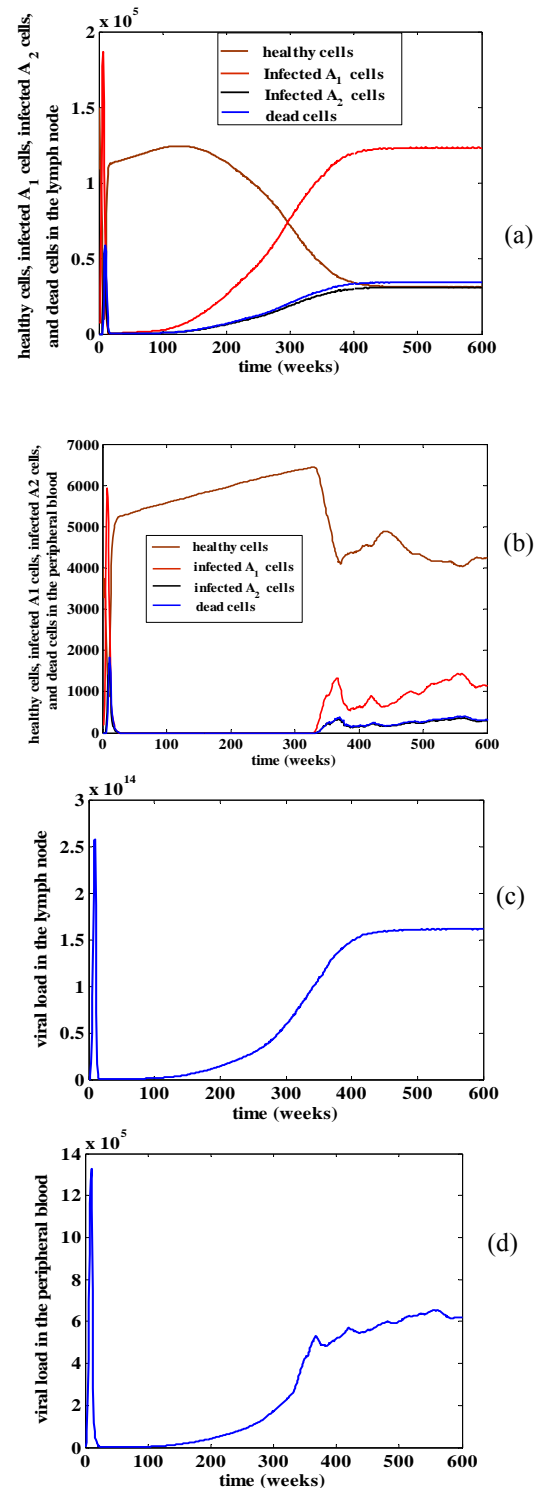 x 10^5
healthy cells, infected A_1 cells, infected A_2 cells,
and dead cells in the lymph node
2
1.5
1
0.5
0
healthy cells
Infected A_1 cells
Infected A_2 cells
dead cells
(a)
0 100 200 300 400 500 600
time (weeks)
healthy cells, infected A1 cells, infected A2 cells,
and dead cells in the peripheral blood
7000
6000
5000
4000
3000
2000
1000
0
healthy cells
infected A_1 cells
infected A_2 cells
dead cells
(b)
0 100 200 300 400 500 600
time (weeks)
x 10^14
viral load in the lymph node
3
2.5
2
1.5
1
0.5
0
(c)
0 100 200 300 400 500 600
time (weeks)
x 10^5
viral load in the peripheral blood
14
12
10
8
6
4
2
0
(d)
0 100 200 300 400 500 600
time (weeks)